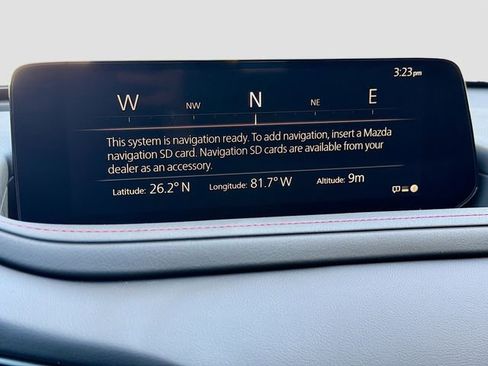 3:23pm
W NW N NE E
This system is navigation ready. To add navigation, insert a Mazda
navigation SD card. Navigation SD cards are available from your
dealer as an accessory.
Latitude: 26.2° N Longitude: 81.7° W Altitude: 9m